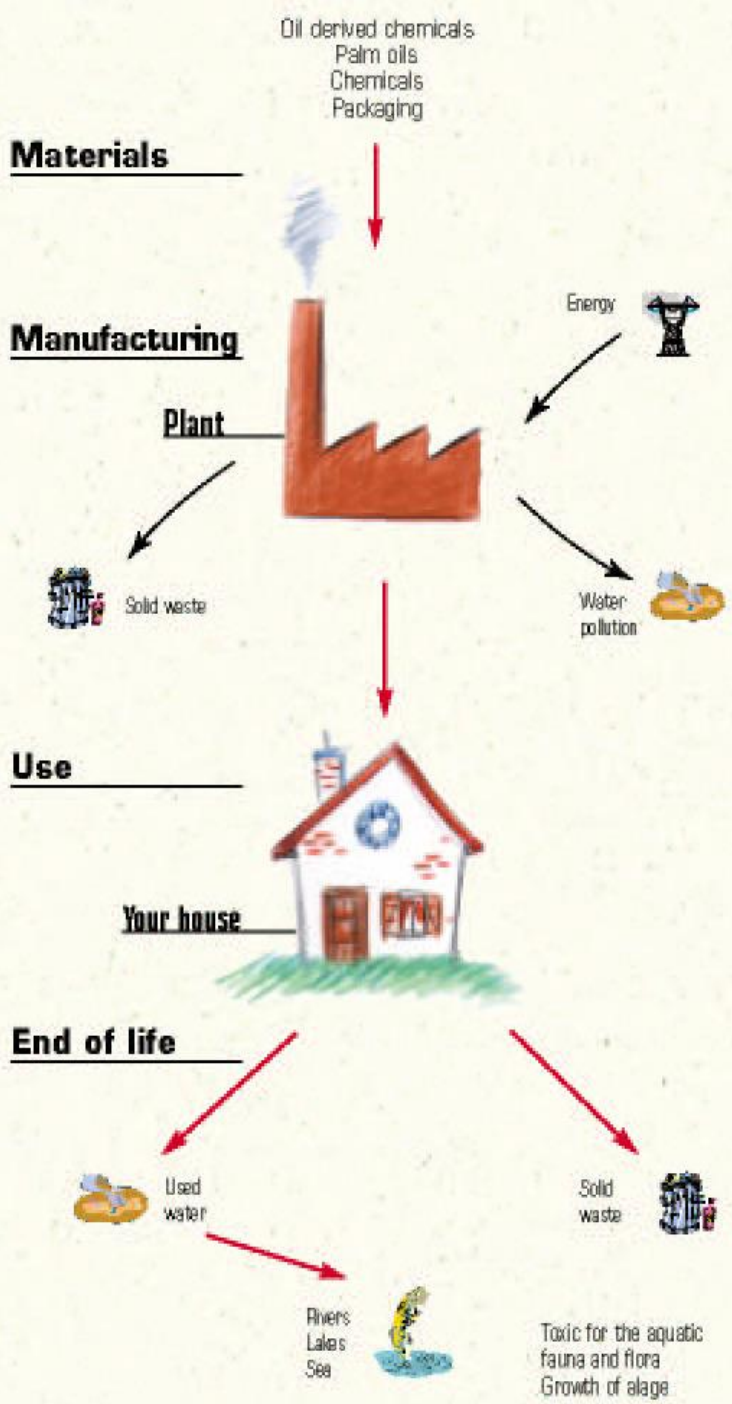 Oil derived chemicals
Palm oils
Chemicals
Packaging
Materials
Energy
Manufacturing
Plant
Solid waste
Water
pollution
Use
Your house
End of life
Used
water
Solid
waste
Rivers
Lakes
Sea
Toxic for the aquatic
fauna and flora
Growth of alage